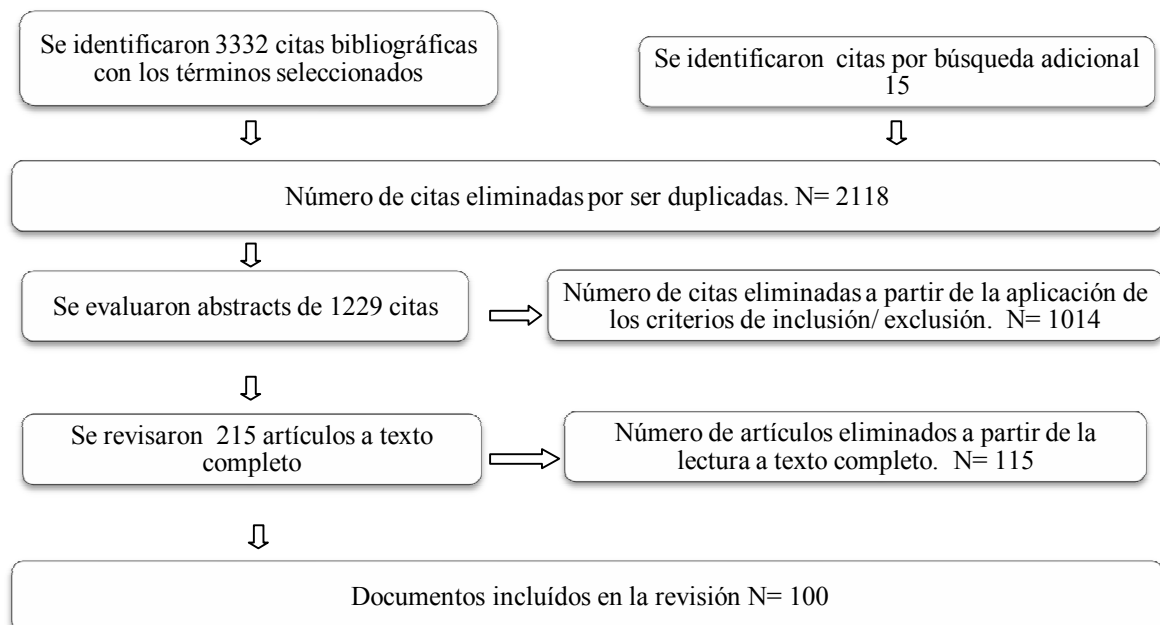 Se identificaron 3332 citas bibliográficas
con los términos seleccionados
Se identificaron citas por búsqueda adicional
15
Número de citas eliminadas por ser duplicadas. N= 2118
Se evaluaron abstracts de 1229 citas
Número de citas eliminadas a partir de la aplicación de
los criterios de inclusión/ exclusión. N= 1014
Se revisaron 215 artículos a texto
completo
Número de artículos eliminados a partir de la
lectura a texto completo. N= 115
Documentos incluídos en la revisión N= 100